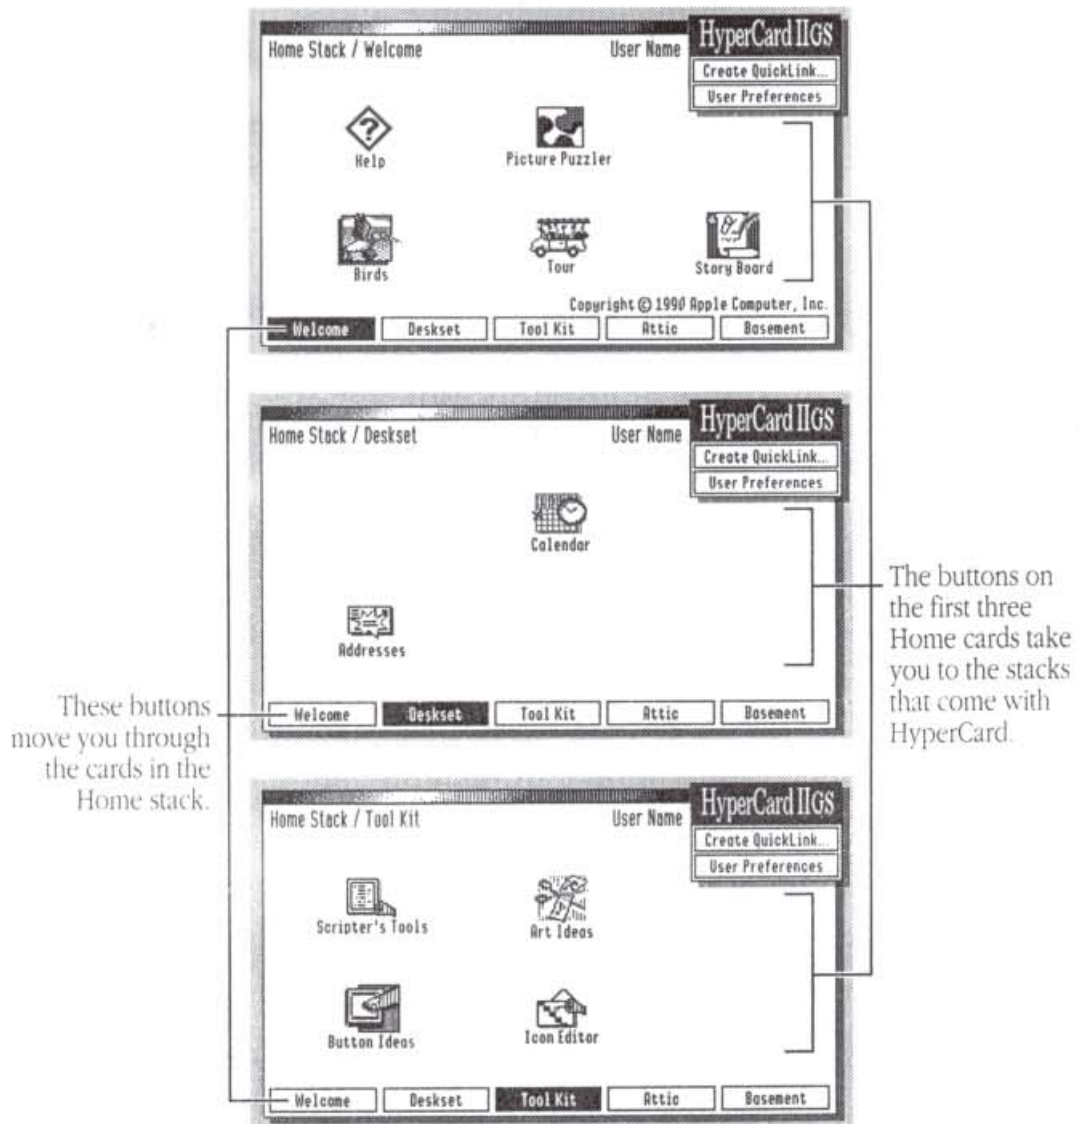 Home Stack / Welcome
User Name
HyperCard IIGS
Create QuickLink...
User Preferences
Help
Picture Puzzler
Birds
Tour
Story Board
Copyright © 1990 Apple Computer, Inc.
Welcome
Deskset
Tool Kit
Attic
Basement
Home Stack / Deskset
User Name
HyperCard IIGS
Create QuickLink...
User Preferences
Calendar
Addresses
Welcome
Deskset
Tool Kit
Attic
Basement
Home Stack / Tool Kit
User Name
HyperCard IIGS
Create QuickLink...
User Preferences
Scripter's Tools
Art Ideas
Button Ideas
Icon Editor
Welcome
Deskset
Tool Kit
Attic
Basement
These buttons
move you through
the cards in the
Home stack.
The buttons on
the first three
Home cards take
you to the stacks
that come with
HyperCard.